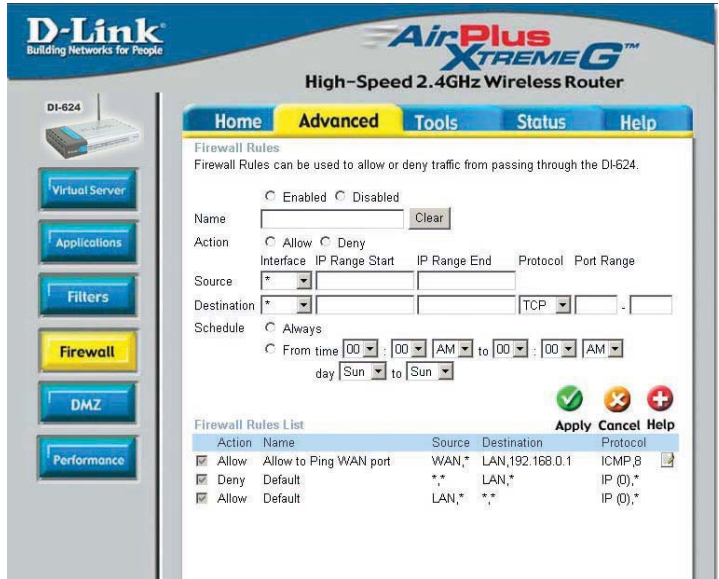 D-Link
Building Networks for People
AirPlus
XTREME G™
High-Speed 2.4GHz Wireless Router
DI-624
Home Advanced Tools Status Help
Virtual Server
Applications
Filters
Firewall
DMZ
Performance
Firewall Rules
Firewall Rules can be used to allow or deny traffic from passing through the DI-624.
Enabled Disabled
Name Clear
Action Allow Deny
Interface IP Range Start IP Range End Protocol Port Range
Source *
Destination * TCP -
Schedule Always
From time 00 : 00 AM to 00 : 00 AM
day Sun to Sun
Apply Cancel Help
Firewall Rules List
Action Name Source Destination Protocol
Allow Allow to Ping WAN port WAN,* LAN,192.168.0.1 ICMP,8
Deny Default *,* LAN,* IP (0),*
Allow Default LAN,* *,* IP (0),*